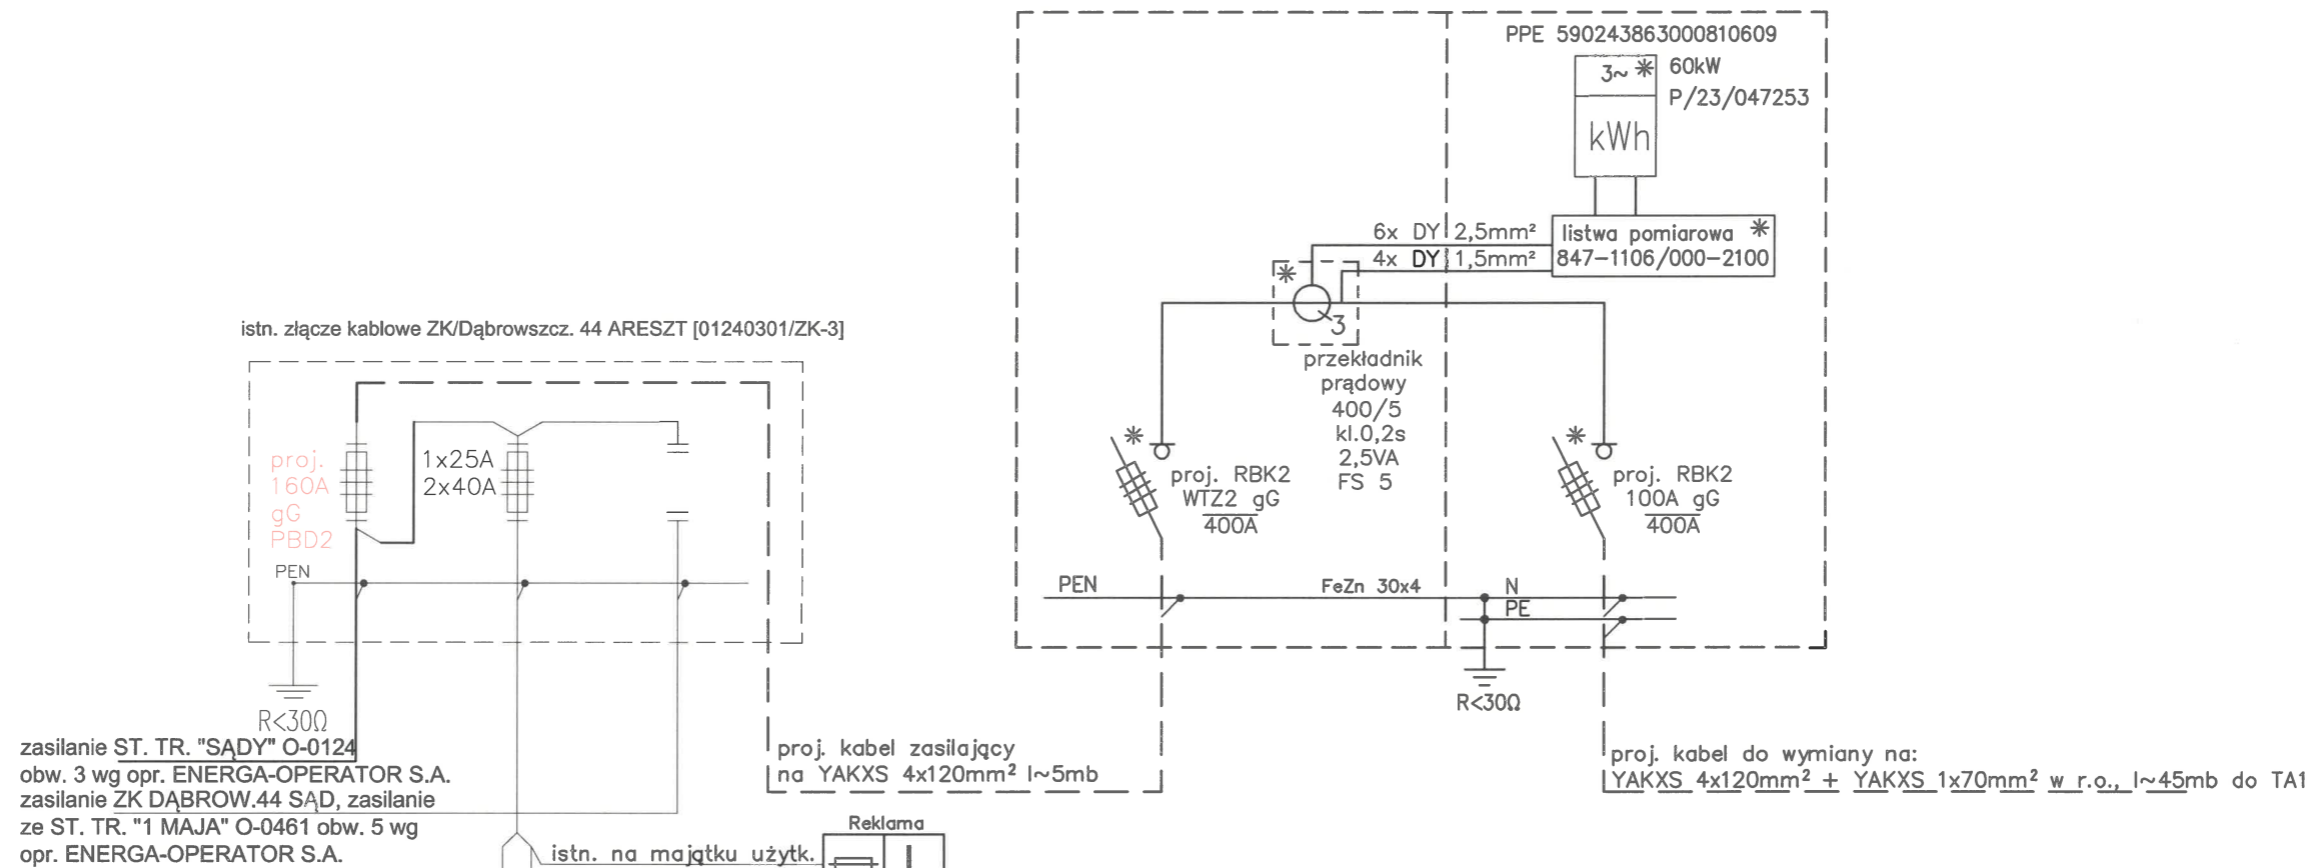 PPE 590243863000810609
3~ *
60kW
P/23/047253
kWh
6x DY 2,5mm²
4x DY 1,5mm²
listwa pomiarowa *
847-1106/000-2100
*
3
przekładnik
prądowy
400/5
kl.0,2s
2,5VA
FS 5
istn. złącze kablowe ZK/Dąbrowszcz. 44 ARESZT [01240301/ZK-3]
proj.
160A
gG
PBD2
1x25A
2x40A
PEN
R<30Ω
*
proj. RBK2
WTZ2 gG
400A
*
proj. RBK2
100A gG
400A
PEN
FeZn 30x4
N
PE
R<30Ω
zasilanie ST. TR. "SĄDY" O-0124
obw. 3 wg opr. ENERGA-OPERATOR S.A.
zasilanie ZK DĄBROW.44 SĄD, zasilanie
ze ST. TR. "1 MAJA" O-0461 obw. 5 wg
opr. ENERGA-OPERATOR S.A.
proj. kabel zasilający
na YAKXS 4x120mm² l~5mb
proj. kabel do wymiany na:
YAKXS 4x120mm² + YAKXS 1x70mm² w r.o., l~45mb do TA1
Reklama
istn. na majątku użytk.